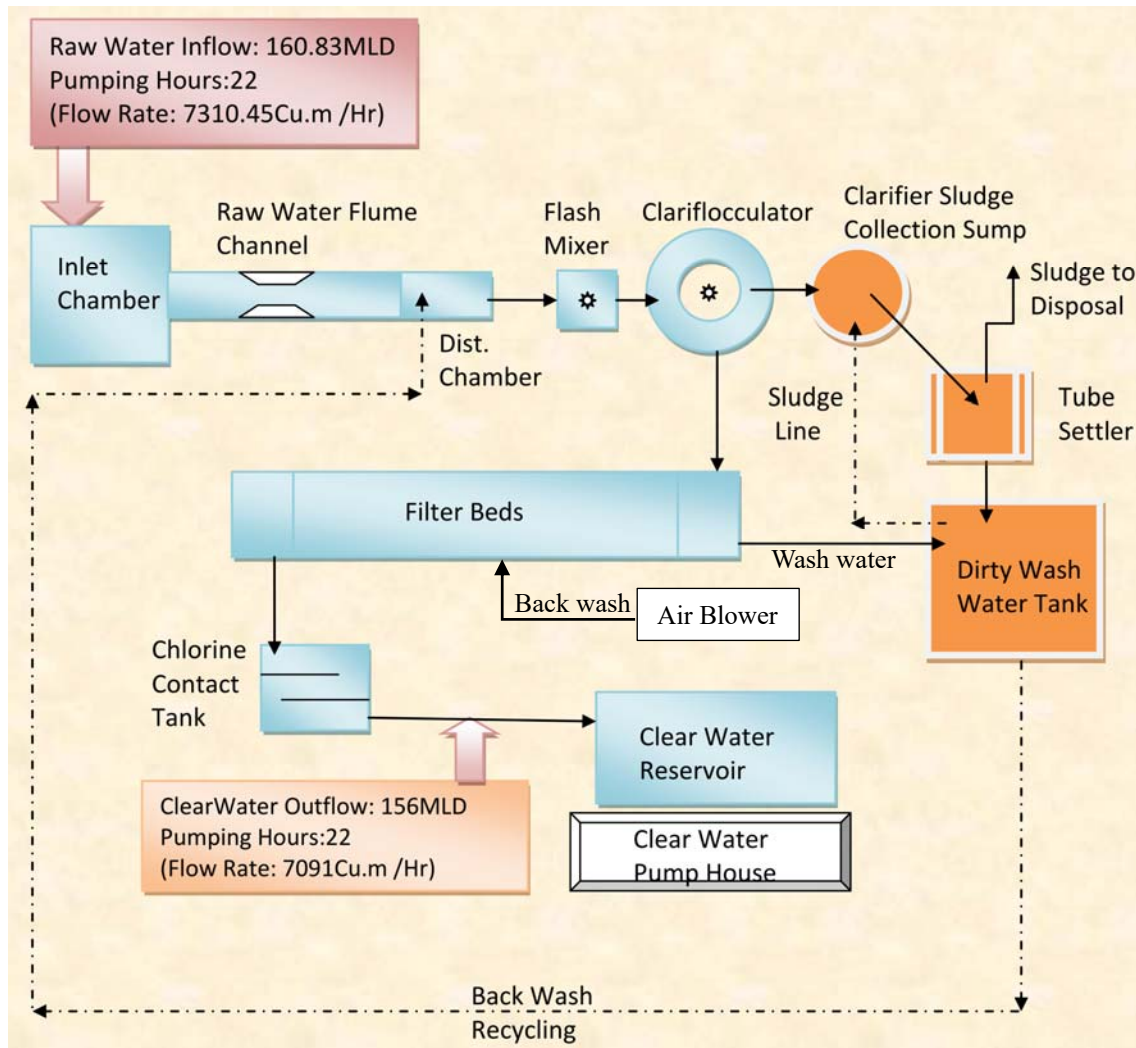 Raw Water Inflow: 160.83MLD
Pumping Hours:22
(Flow Rate: 7310.45Cu.m /Hr)
Inlet
Chamber
Raw Water Flume
Channel
Dist.
Chamber
Flash
Mixer
Clariflocculator
Clarifier Sludge
Collection Sump
Sludge to
Disposal
Sludge
Line
Tube
Settler
Filter Beds
Wash water
Dirty Wash
Water Tank
Back wash
Air Blower
Chlorine
Contact
Tank
Clear Water
Reservoir
ClearWater Outflow: 156MLD
Pumping Hours:22
(Flow Rate: 7091Cu.m /Hr)
Clear Water
Pump House
Back Wash
Recycling